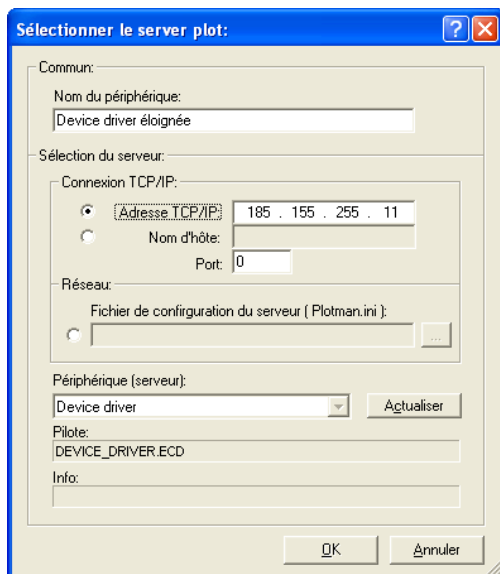 Sélectionner le server plot:
Commun:
Nom du périphérique:
Device driver éloignée
Sélection du serveur:
Connexion TCP/IP:
Adresse TCP/IP: 185 . 155 . 255 . 11
Nom d'hôte:
Port: 0
Réseau:
Fichier de confirguration du serveur ( Plotman.ini ):
...
Périphérique (serveur):
Device driver Actualiser
Pilote:
DEVICE_DRIVER.ECD
Info:
OK Annuler